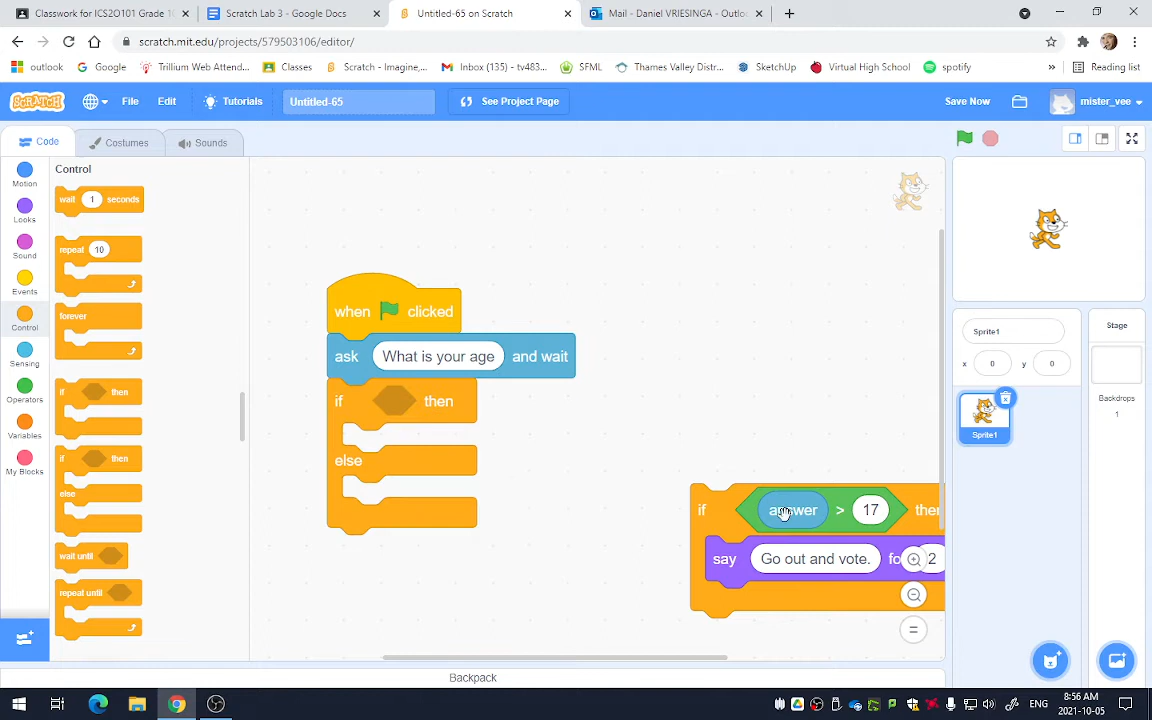 Classwork for ICS2O101 Grade 10
Scratch Lab 3 - Google Docs
Untitled-65 on Scratch
Mail - Daniel VRIESINGA - Outloo
scratch.mit.edu/projects/579503106/editor/
outlook
Google
Trillium Web Attend...
Classes
Scratch - Imagine,...
Inbox (135) - tv483...
SFML
Thames Valley Distr...
SketchUp
Virtual High School
spotify
»
Reading list
SCRATCH
File
Edit
Tutorials
Untitled-65
See Project Page
Save Now
mister_vee
Code
Costumes
Sounds
Motion
Looks
Sound
Events
Control
Sensing
Operators
Variables
My Blocks
Control
wait 1 seconds
repeat 10
forever
if then
if then
else
wait until
repeat until
when clicked
ask What is your age and wait
if then
else
if answer > 17 then
say Go out and vote. fo 2
Sprite1
x 0 y 0
Sprite1
Stage
Backdrops
1
Backpack
ENG
8:56 AM
2021-10-05